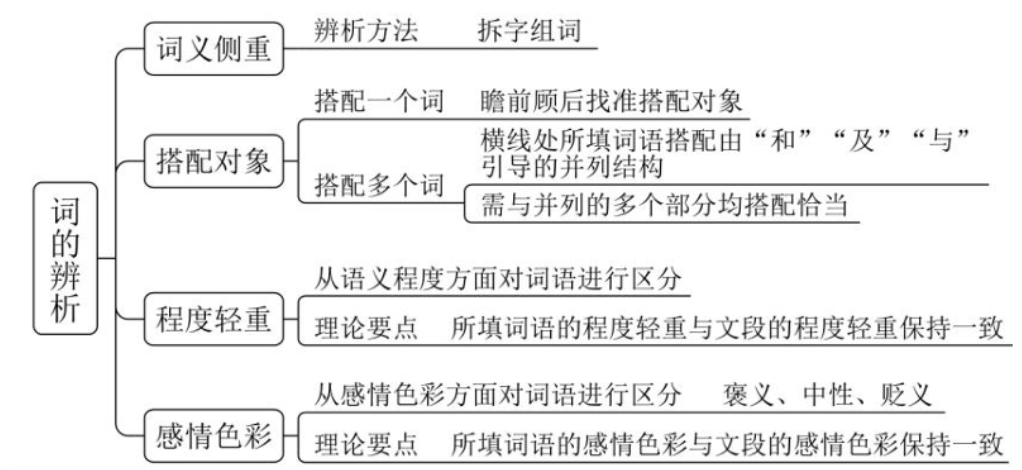 词的辨析
词义侧重
辨析方法 拆字组词
搭配对象
搭配一个词 瞻前顾后找准搭配对象
搭配多个词
横线处所填词语搭配由“和”“及”“与”
引导的并列结构
需与并列的多个部分均搭配恰当
程度轻重
从语义程度方面对词语进行区分
理论要点 所填词语的程度轻重与文段的程度轻重保持一致
感情色彩
从感情色彩方面对词语进行区分 褒义、中性、贬义
理论要点 所填词语的感情色彩与文段的感情色彩保持一致